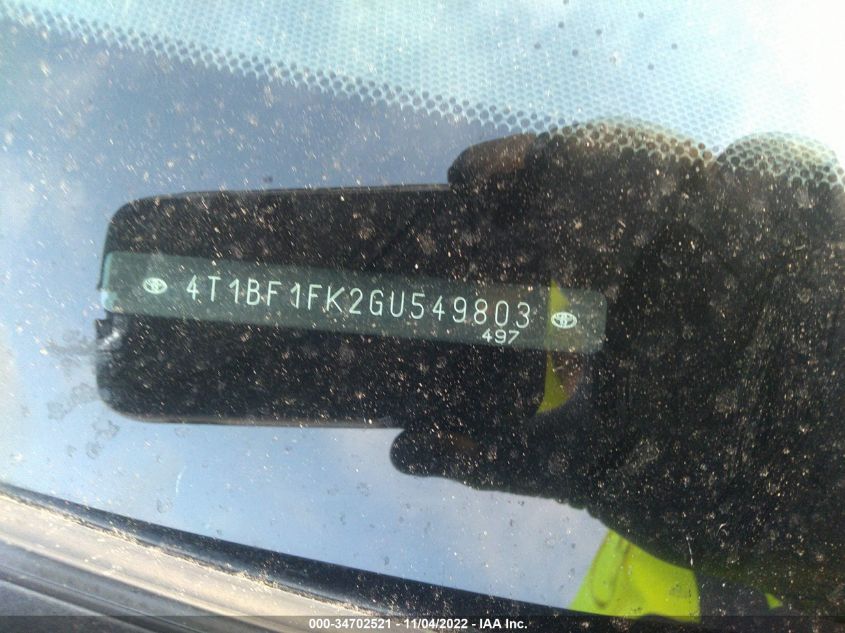 4T1BF1FK2GU549803
497
000-34702521 - 11/04/2022 - IAA Inc.